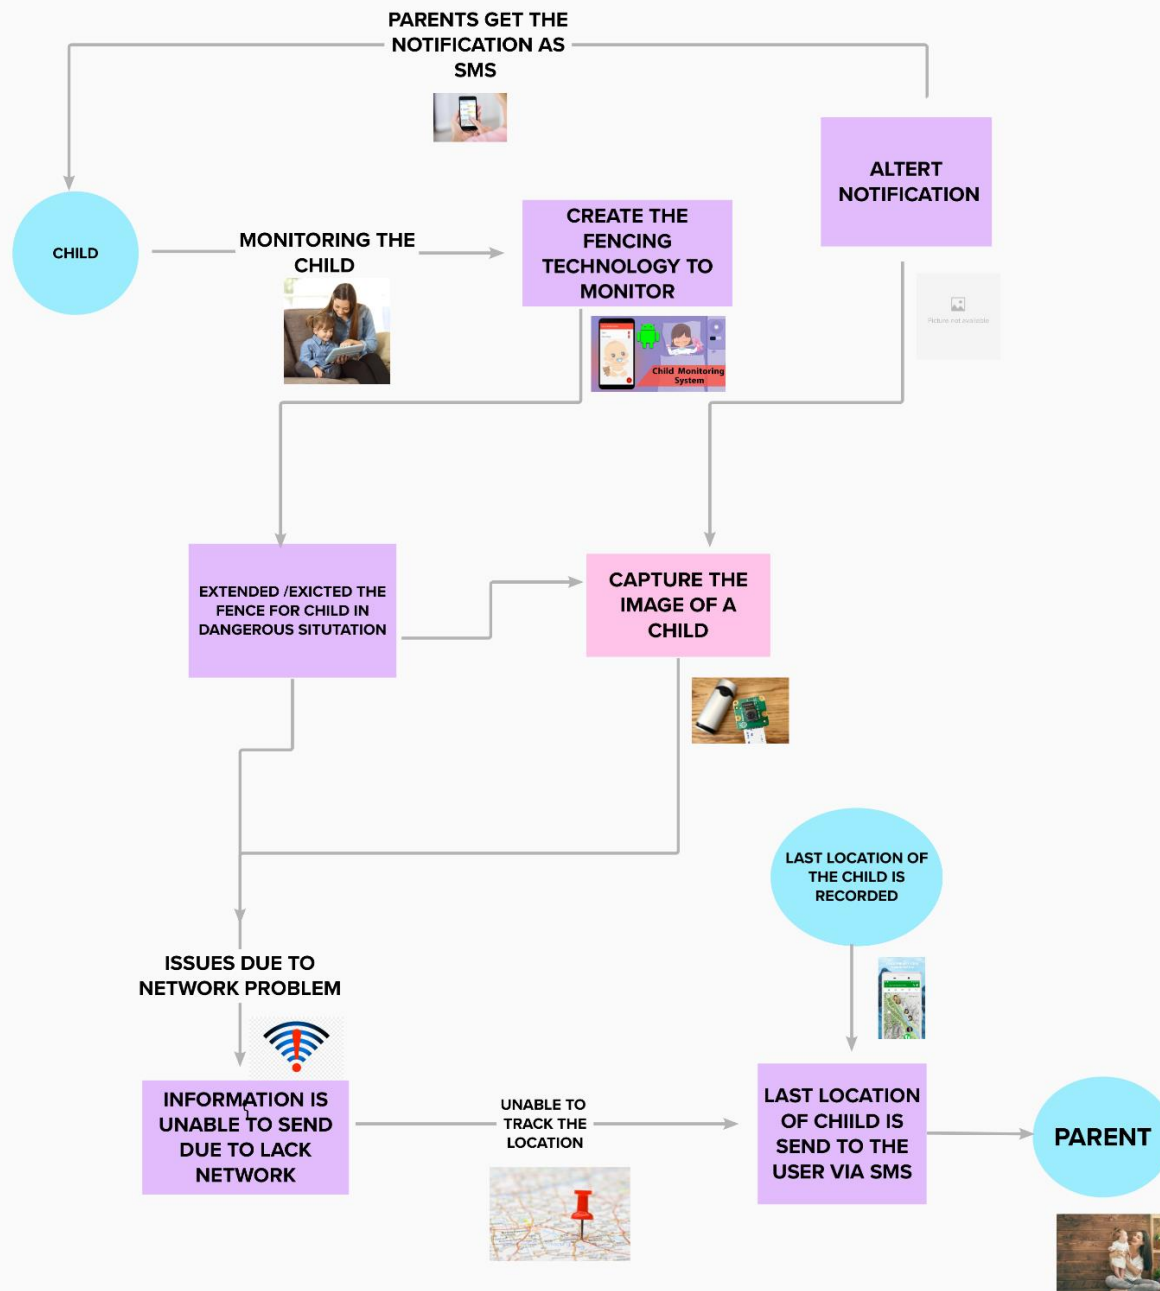 PARENTS GET THE
NOTIFICATION AS
SMS
ALTERT
NOTIFICATION
CHILD
MONITORING THE
CHILD
CREATE THE
FENCING
TECHNOLOGY TO
MONITOR
Picture not available
Child Monitoring
System
EXTENDED /EXICTED THE
FENCE FOR CHILD IN
DANGEROUS SITUTATION
CAPTURE THE
IMAGE OF A
CHILD
LAST LOCATION OF
THE CHILD IS
RECORDED
ISSUES DUE TO
NETWORK PROBLEM
INFORMATION IS
UNABLE TO SEND
DUE TO LACK
NETWORK
UNABLE TO
TRACK THE
LOCATION
LAST LOCATION
OF CHIILD IS
SEND TO THE
USER VIA SMS
PARENT